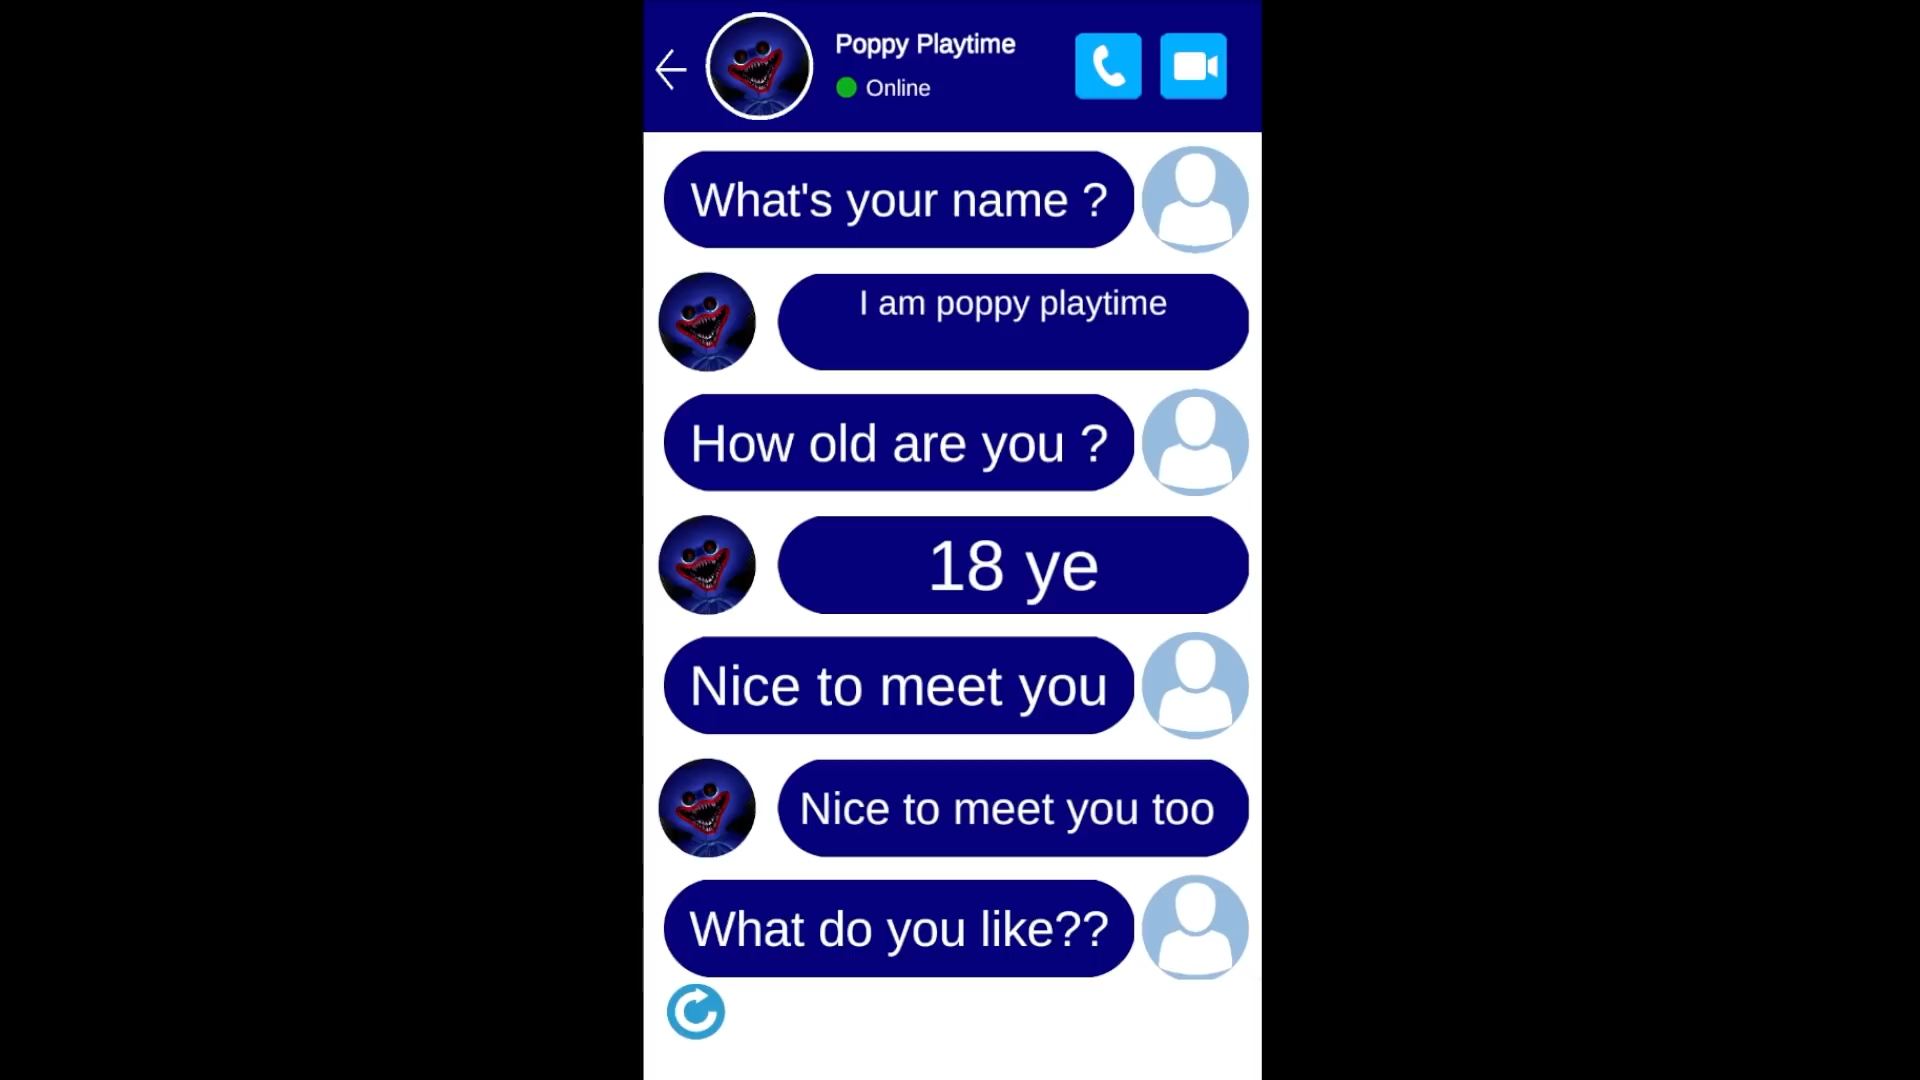 Poppy Playtime
Online
What's your name ?
I am poppy playtime
How old are you ?
18 ye
Nice to meet you
Nice to meet you too
What do you like??